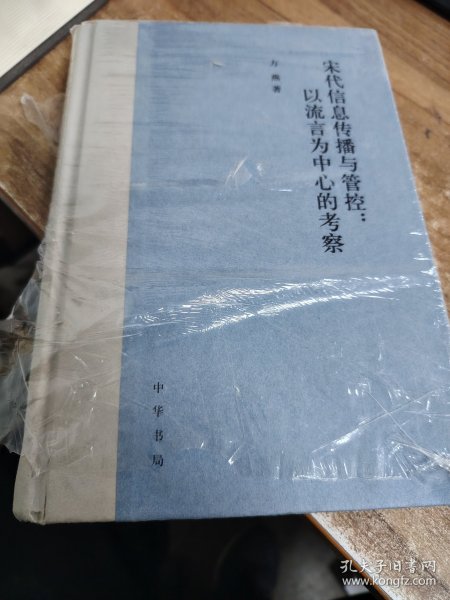 宋代信息传播与管控：
以流言为中心的考察
方燕 著
中华书局
孔夫子旧书网
www.kongfz.com